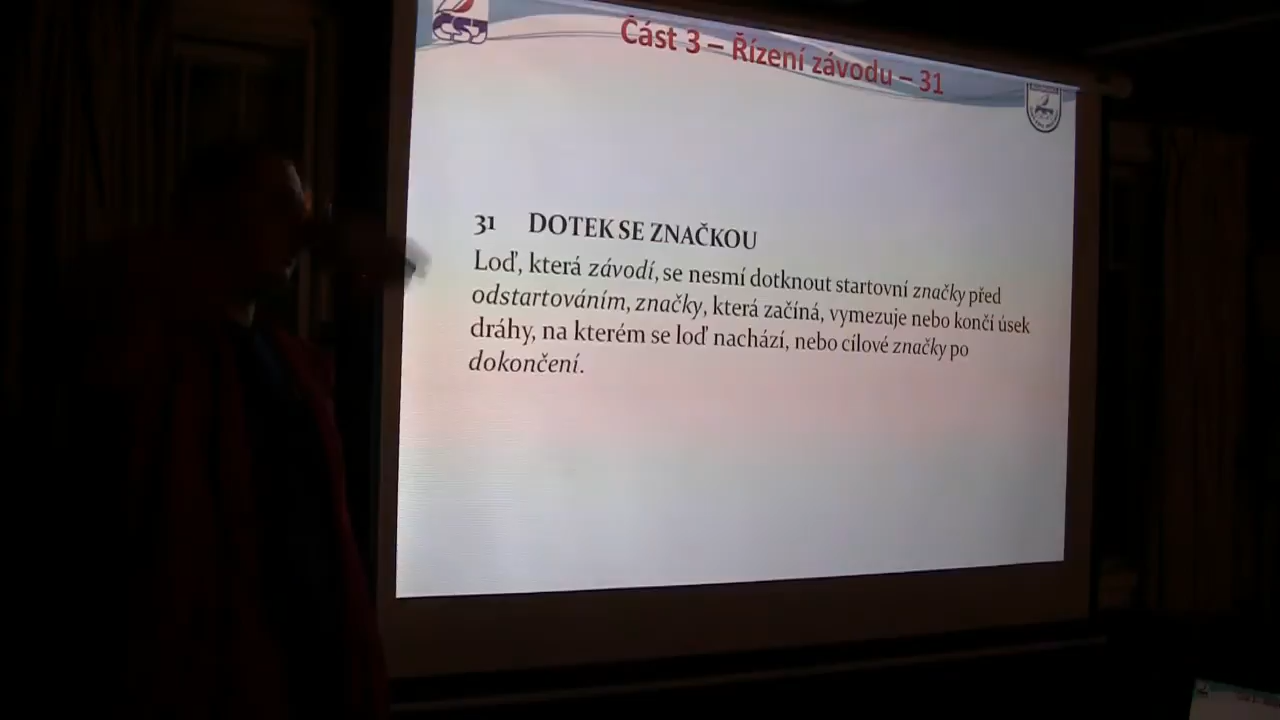 ČSJ
Část 3 – Řízení závodu – 31
31 DOTEK SE ZNAČKOU
Loď, která závodí, se nesmí dotknout startovní značky před
odstartováním, značky, která začíná, vymezuje nebo končí úsek
dráhy, na kterém se loď nachází, nebo cílové značky po
dokončení.